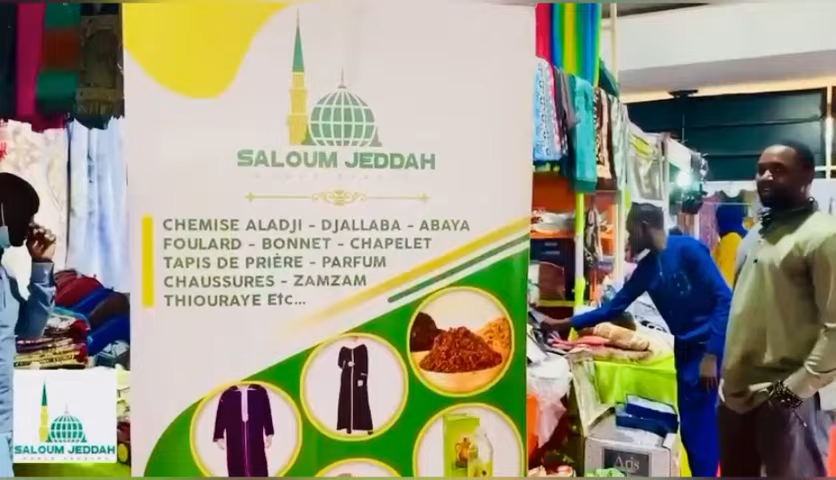 SALOUM JEDDAH
CHEMISE ALADJI - DJALLABA - ABAYA
FOULARD - BONNET - CHAPELET
TAPIS DE PRIÈRE - PARFUM
CHAUSSURES - ZAMZAM
THIOURAYE Etc...
SALOUM JEDDAH
Aris